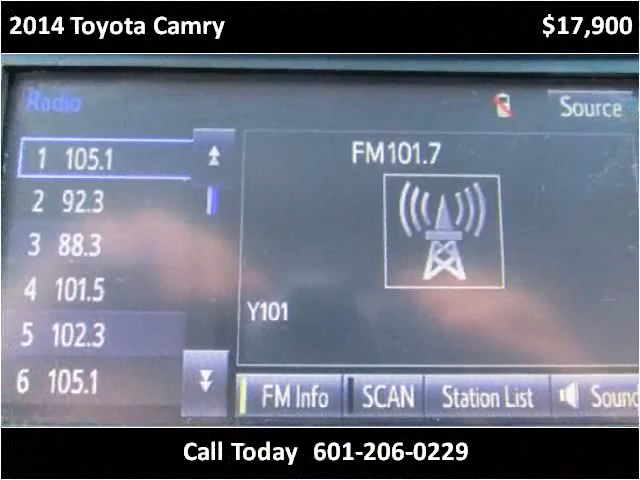 2014 Toyota Camry $17,900
Radio
Source
1 105.1
FM101.7
2 92.3
3 88.3
4 101.5
Y101
5 102.3
6 105.1
FM Info SCAN Station List Sound
Call Today 601-206-0229